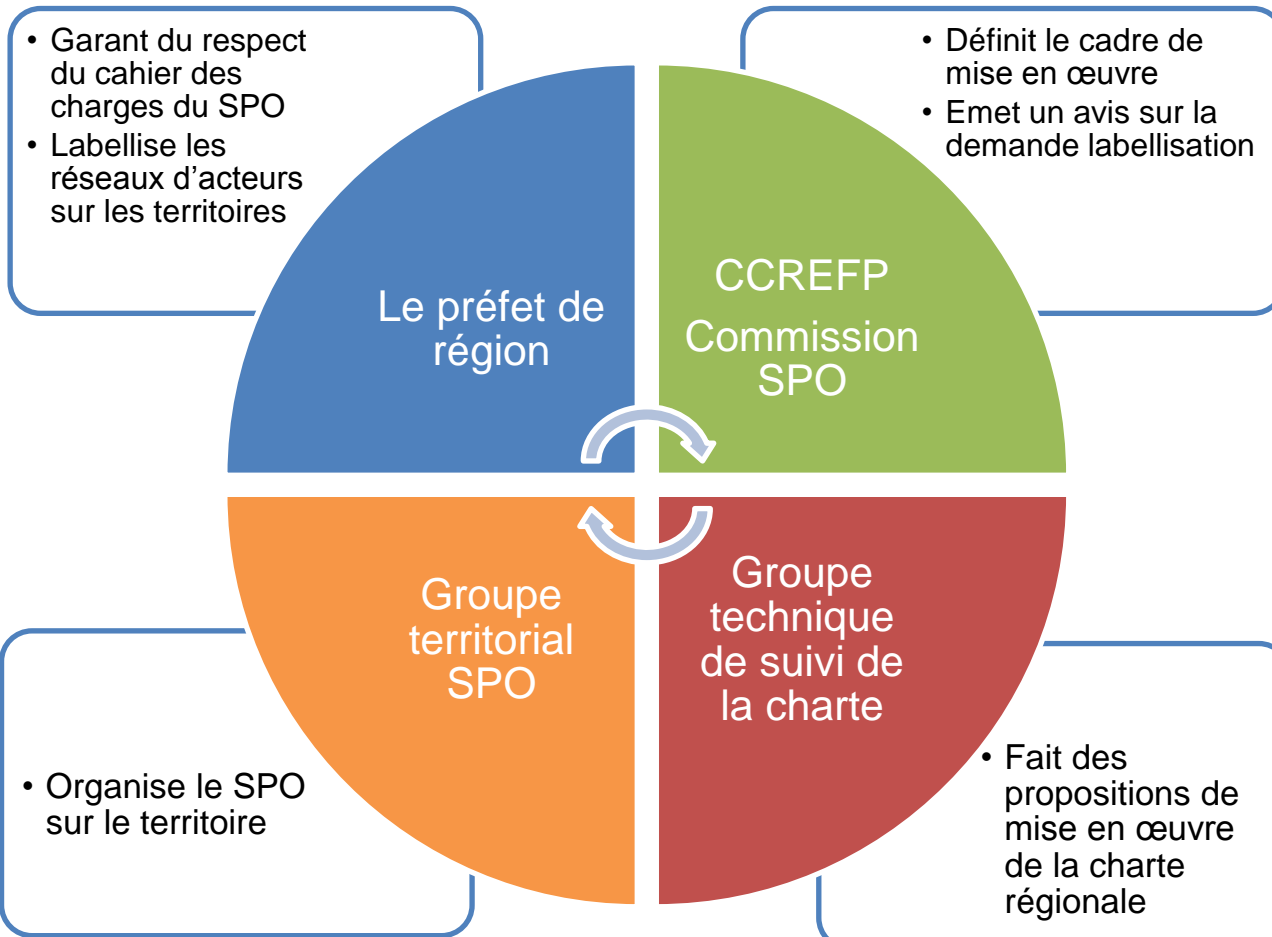 • Garant du respect
du cahier des
charges du SPO
• Labellise les
réseaux d’acteurs
sur les territoires
• Définit le cadre de
mise en œuvre
• Emet un avis sur la
demande labellisation
Le préfet de
région
CCREFP
Commission
SPO
Groupe
territorial
SPO
Groupe
technique
de suivi de
la charte
• Organise le SPO
sur le territoire
• Fait des
propositions de
mise en œuvre
de la charte
régionale